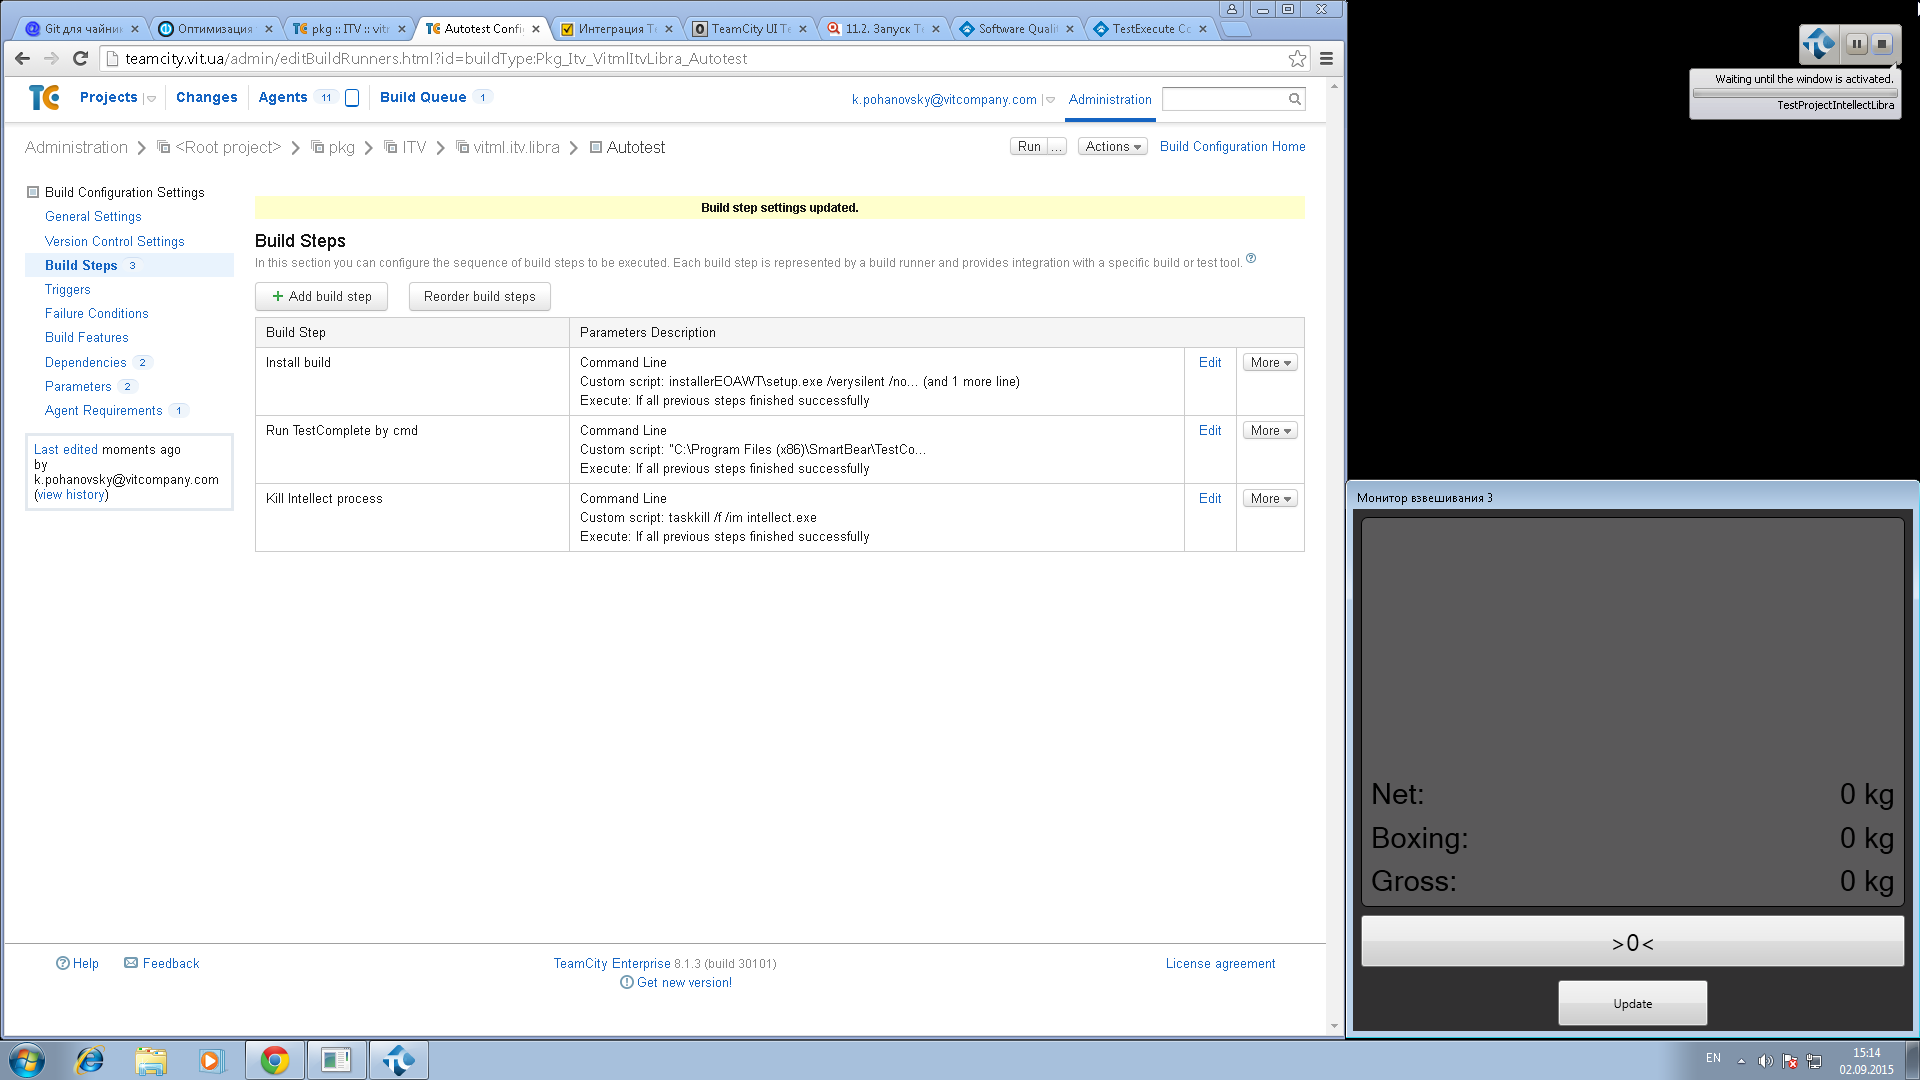 Git для чайник
Оптимизация
pkg :: ITV :: vitr
Autotest Confi
Интеграция Te
TeamCity UI Te
11.2. Запуск T
Software Quali
TestExecute Co
teamcity.vit.ua/admin/editBuildRunners.html?id=buildType:Pkg_Itv_VitmlItvLibra_Autotest
Projects
Changes
Agents 11
Build Queue 1
k.pohanovsky@vitcompany.com
Administration
Administration
<Root project>
pkg
ITV
vitml.itv.libra
Autotest
Run ...
Actions
Build Configuration Home
Build Configuration Settings
General Settings
Version Control Settings
Build Steps 3
Triggers
Failure Conditions
Build Features
Dependencies 2
Parameters 2
Agent Requirements 1
Last edited moments ago
by
k.pohanovsky@vitcompany.com
(view history)
Build step settings updated.
Build Steps
In this section you can configure the sequence of build steps to be executed. Each build step is represented by a build runner and provides integration with a specific build or test tool.
+ Add build step
Reorder build steps
Build Step
Parameters Description
Install build
Command Line
Custom script: installerEOAWT\setup.exe /verysilent /no... (and 1 more line)
Execute: If all previous steps finished successfully
Edit
More
Run TestComplete by cmd
Command Line
Custom script: "C:\Program Files (x86)\SmartBear\TestCo...
Execute: If all previous steps finished successfully
Edit
More
Kill Intellect process
Command Line
Custom script: taskkill /f /im intellect.exe
Execute: If all previous steps finished successfully
Edit
More
Help
Feedback
TeamCity Enterprise 8.1.3 (build 30101)
Get new version!
License agreement
Waiting until the window is activated.
TestProjectIntellectLibra
Монитор взвешивания 3
Net: 0 kg
Boxing: 0 kg
Gross: 0 kg
>0<
Update
EN
15:14
02.09.2015